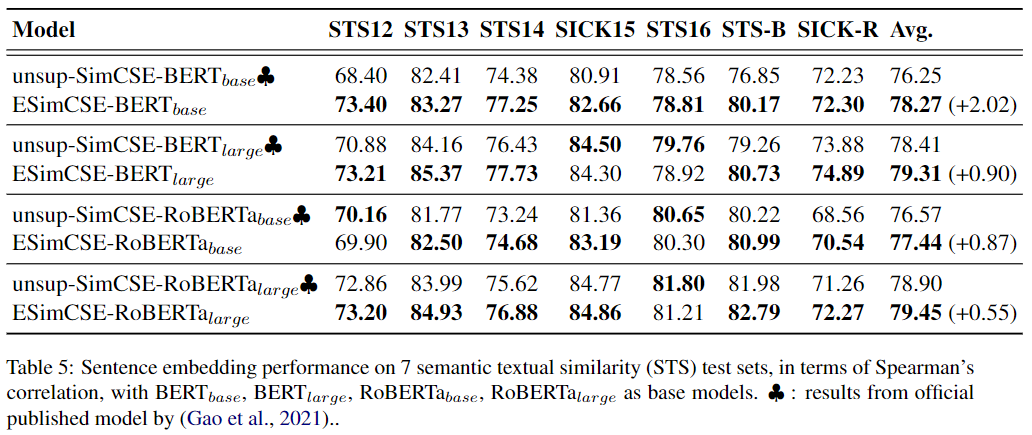 Model STS12 STS13 STS14 SICK15 STS16 STS-B SICK-R Avg.
unsup-SimCSE-BERTbase♣ 68.40 82.41 74.38 80.91 78.56 76.85 72.23 76.25
ESimCSE-BERTbase 73.40 83.27 77.25 82.66 78.81 80.17 72.30 78.27 (+2.02)
unsup-SimCSE-BERTlarge♣ 70.88 84.16 76.43 84.50 79.76 79.26 73.88 78.41
ESimCSE-BERTlarge 73.21 85.37 77.73 84.30 78.92 80.73 74.89 79.31 (+0.90)
unsup-SimCSE-RoBERTabase♣ 70.16 81.77 73.24 81.36 80.65 80.22 68.56 76.57
ESimCSE-RoBERTabase 69.90 82.50 74.68 83.19 80.30 80.99 70.54 77.44 (+0.87)
unsup-SimCSE-RoBERTalarge♣ 72.86 83.99 75.62 84.77 81.80 81.98 71.26 78.90
ESimCSE-RoBERTalarge 73.20 84.93 76.88 84.86 81.21 82.79 72.27 79.45 (+0.55)
Table 5: Sentence embedding performance on 7 semantic textual similarity (STS) test sets, in terms of Spearman's
correlation, with BERTbase, BERTlarge, RoBERTabase, RoBERTalarge as base models. ♣ : results from official
published model by (Gao et al., 2021)..